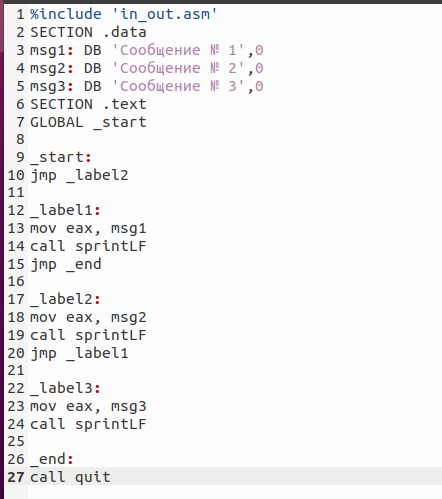 1 %include 'in_out.asm'
2 SECTION .data
3 msg1: DB 'Сообщение № 1',0
4 msg2: DB 'Сообщение № 2',0
5 msg3: DB 'Сообщение № 3',0
6 SECTION .text
7 GLOBAL _start
8
9 _start:
10 jmp _label2
11
12 _label1:
13 mov eax, msg1
14 call sprintLF
15 jmp _end
16
17 _label2:
18 mov eax, msg2
19 call sprintLF
20 jmp _label1
21
22 _label3:
23 mov eax, msg3
24 call sprintLF
25
26 _end:
27 call quit